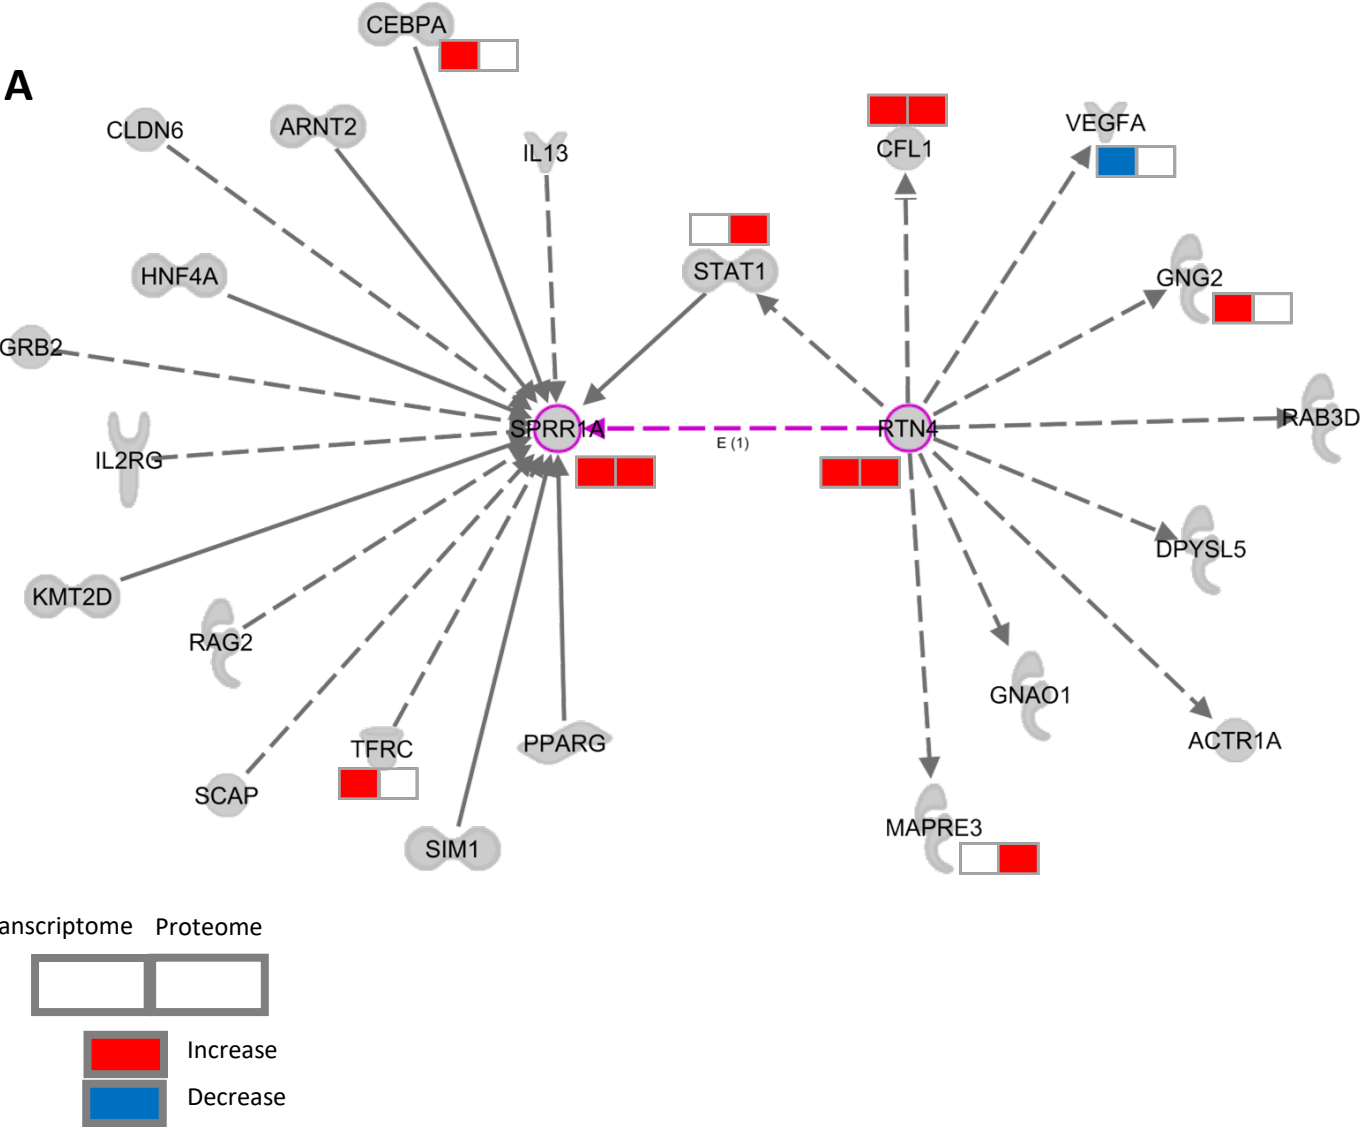 A
CEBPA
CLDN6
ARNT2
IL13
CFL1
VEGFA
HNF4A
STAT1
GNG2
GRB2
SPRR1A
E (1)
RTN4
RAB3D
IL2RG
DPYSL5
KMT2D
RAG2
GNAO1
TFRC
PPARG
ACTR1A
SCAP
SIM1
MAPRE3
anscriptome Proteome
Increase
Decrease